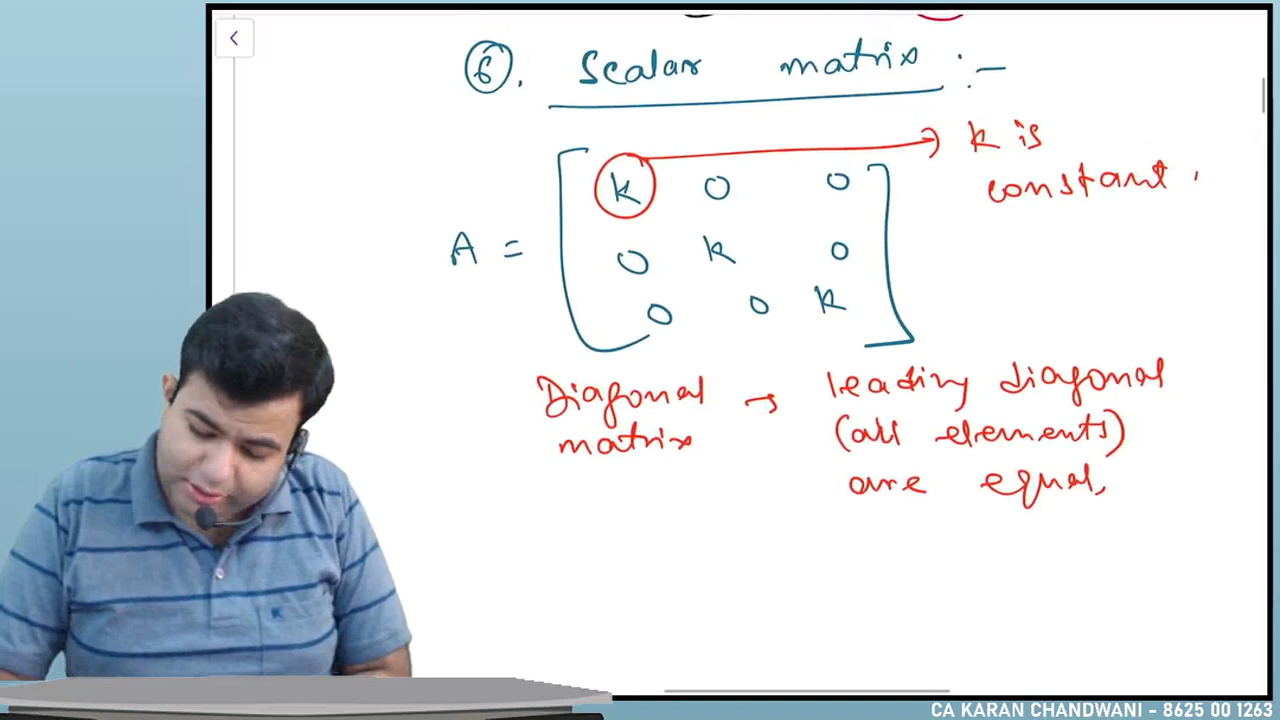 6. Scalar matrix :-
K is
constant.
A = [ K 0 0
0 K 0
0 0 K ]
Diagonal matrix → leading diagonal
(all elements)
are equal,
CA KARAN CHANDWANI - 8625 00 1263